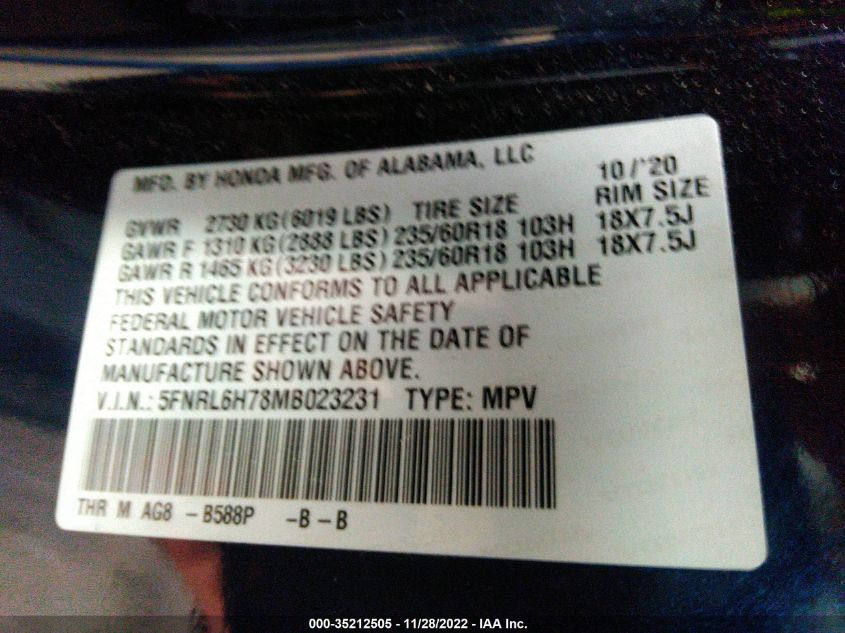 MFD. BY HONDA MFG. OF ALABAMA, LLC 10/'20
GVWR 2730 KG(6019 LBS) TIRE SIZE RIM SIZE
GAWR F 1310 KG(2888 LBS) 235/60R18 103H 18X7.5J
GAWR R 1465 KG(3230 LBS) 235/60R18 103H 18X7.5J
THIS VEHICLE CONFORMS TO ALL APPLICABLE
FEDERAL MOTOR VEHICLE SAFETY
STANDARDS IN EFFECT ON THE DATE OF
MANUFACTURE SHOWN ABOVE.
V.I.N.: 5FNRL6H78MB023231 TYPE: MPV
THR M AG8 -B588P -B-B
000-35212505 - 11/28/2022 - IAA Inc.